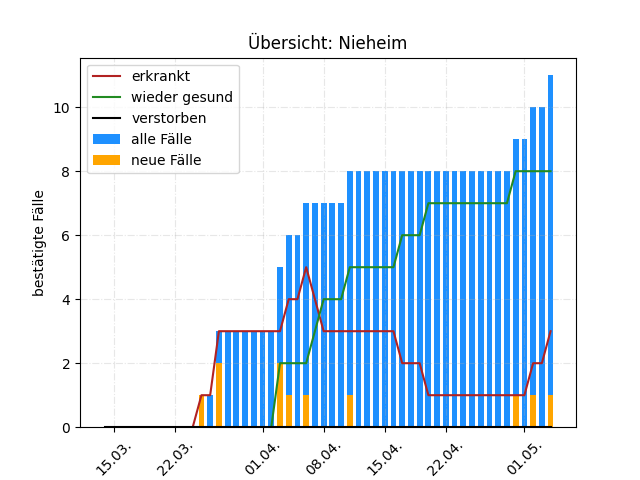 Übersicht: Nieheim
erkrankt
wieder gesund
verstorben
alle Fälle
neue Fälle
bestätigte Fälle
10
8
6
4
2
0
15.03.
22.03.
01.04.
08.04.
15.04.
22.04.
01.05.